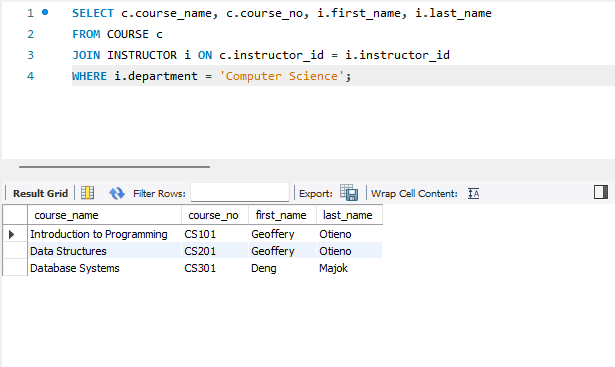 1 SELECT c.course_name, c.course_no, i.first_name, i.last_name
2 FROM COURSE c
3 JOIN INSTRUCTOR i ON c.instructor_id = i.instructor_id
4 WHERE i.department = 'Computer Science';
Result Grid Filter Rows: Export: Wrap Cell Content:
course_name course_no first_name last_name
Introduction to Programming CS101 Geoffery Otieno
Data Structures CS201 Geoffery Otieno
Database Systems CS301 Deng Majok